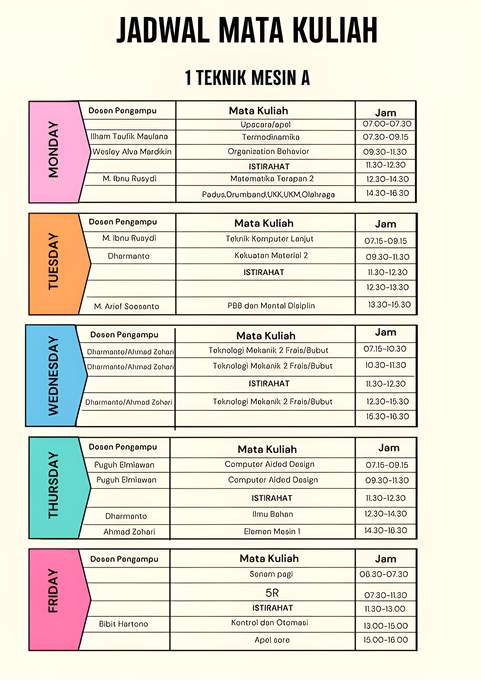 JADWAL MATA KULIAH
1 TEKNIK MESIN A
MONDAY
Dosen Pengampu Mata Kuliah Jam
Upacara/apel 07.00-07.30
Ilham Taufik Maulana Termodinamika 07.30-09.15
Wesley Alva Mardikin Organization Behavior 09.30-11.30
ISTIRAHAT 11.30-12.30
M. Ibnu Rusydi Matematika Terapan 2 12.30-14.30
Padus,Drumband,UKK,UKM,Olahraga 14.30-16.30
TUESDAY
Dosen Pengampu Mata Kuliah Jam
M. Ibnu Rusydi Teknik Komputer Lanjut 07.15-09.15
Dharmanto Kekuatan Material 2 09.30-11.30
ISTIRAHAT 11.30-12.30
12.30-13.30
M. Arief Soesanto PBB dan Mental Disiplin 13.30-15.30
WEDNESDAY
Dosen Pengampu Mata Kuliah Jam
Dharmanto/Ahmad Zohari Teknologi Mekanik 2 Frais/Bubut 07.15-10.30
Dharmanto/Ahmad Zohari Teknologi Mekanik 2 Frais/Bubut 10.30-11.30
ISTIRAHAT 11.30-12.30
Dharmanto/Ahmad Zohari Teknologi Mekanik 2 Frais/Bubut 12.30-15.30
15.30-16.30
THURSDAY
Dosen Pengampu Mata Kuliah Jam
Puguh Elmiawan Computer Aided Design 07.15-09.15
Puguh Elmiawan Computer Aided Design 09.30-11.30
ISTIRAHAT 11.30-12.30
Dharmanto Ilmu Bahan 12.30-14.30
Ahmad Zohari Elemen Mesin 1 14.30-16.30
FRIDAY
Dosen Pengampu Mata Kuliah Jam
Senam pagi 06.30-07.30
5R 07.30-11.30
ISTIRAHAT 11.30-13.00
Bibit Hartono Kontrol dan Otomasi 13.00-15.00
Apel sore 15.00-16.00